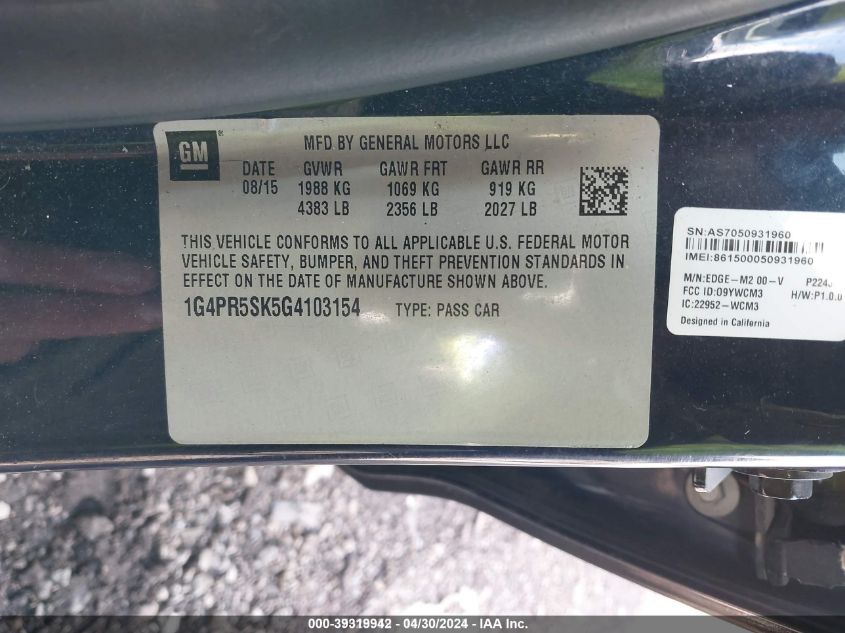 GM
MFD BY GENERAL MOTORS LLC
DATE GVWR GAWR FRT GAWR RR
08/15 1988 KG 1069 KG 919 KG
4383 LB 2356 LB 2027 LB
THIS VEHICLE CONFORMS TO ALL APPLICABLE U.S. FEDERAL MOTOR
VEHICLE SAFETY, BUMPER, AND THEFT PREVENTION STANDARDS IN
EFFECT ON THE DATE OF MANUFACTURE SHOWN ABOVE.
1G4PR5SK5G4103154 TYPE: PASS CAR
SN:AS7050931960
IMEI:861500050931960
M/N:EDGE-M2 00-V
FCC ID:09YWCM3 H/W:P1.0.0
IC:22952-WCM3
Designed in California
000-39319942 - 04/30/2024 - IAA Inc.